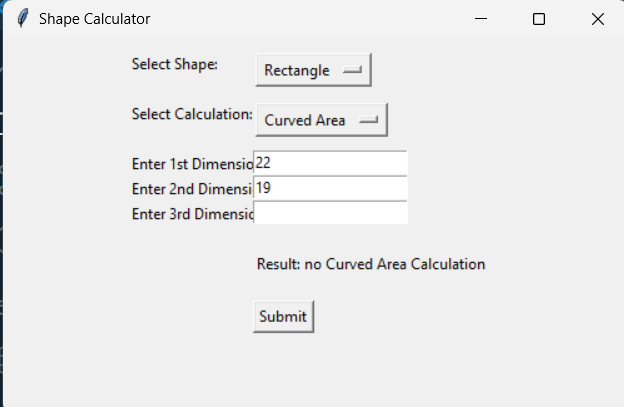 Shape Calculator
Select Shape: Rectangle
Select Calculation: Curved Area
Enter 1st Dimensio 22
Enter 2nd Dimensi 19
Enter 3rd Dimensio
Result: no Curved Area Calculation
Submit